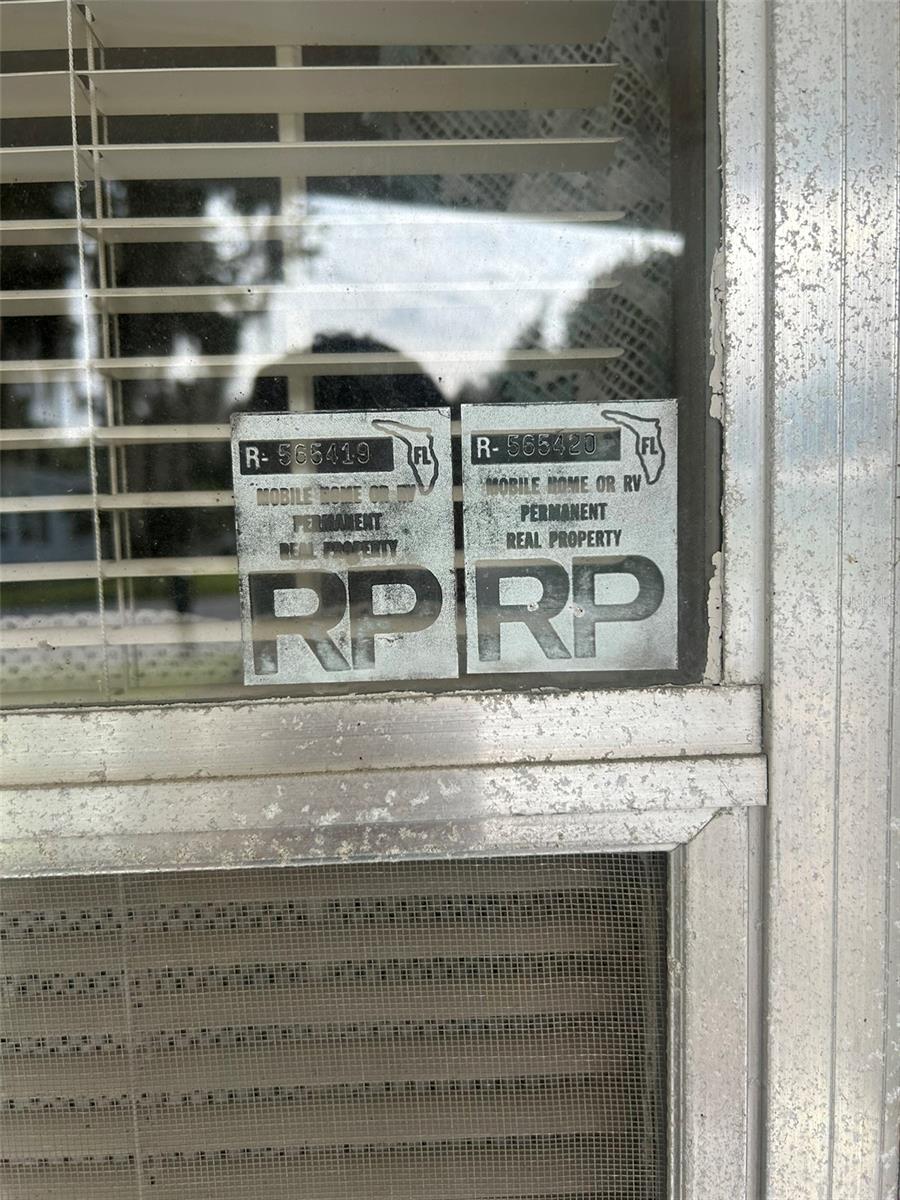 R- 565419
FL
MOBILE HOME OR RV
PERMANENT
REAL PROPERTY
RP
R- 565420
FL
MOBILE HOME OR RV
PERMANENT
REAL PROPERTY
RP